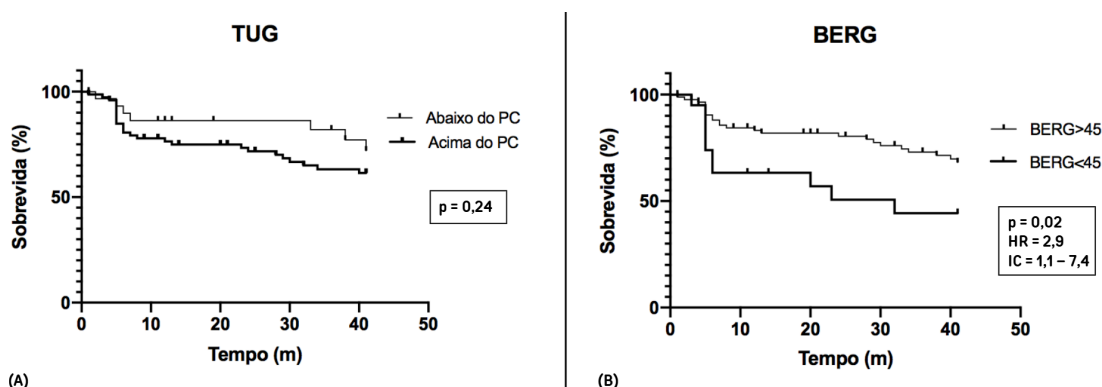 TUG
Sobrevida (%)
100
50
0
0 10 20 30 40 50
Tempo (m)
Abaixo do PC
Acima do PC
p = 0,24
(A)
BERG
Sobrevida (%)
100
50
0
0 10 20 30 40 50
Tempo (m)
BERG>45
BERG<45
p = 0,02
HR = 2,9
IC = 1,1 – 7,4
(B)